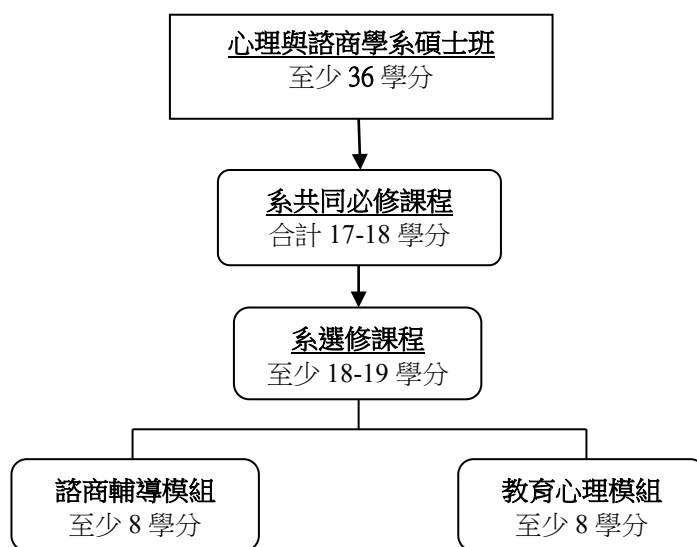 心理與諮商學系碩士班
至少 36 學分
系共同必修課程
合計 17-18 學分
系選修課程
至少 18-19 學分
諮商輔導模組
至少 8 學分
教育心理模組
至少 8 學分